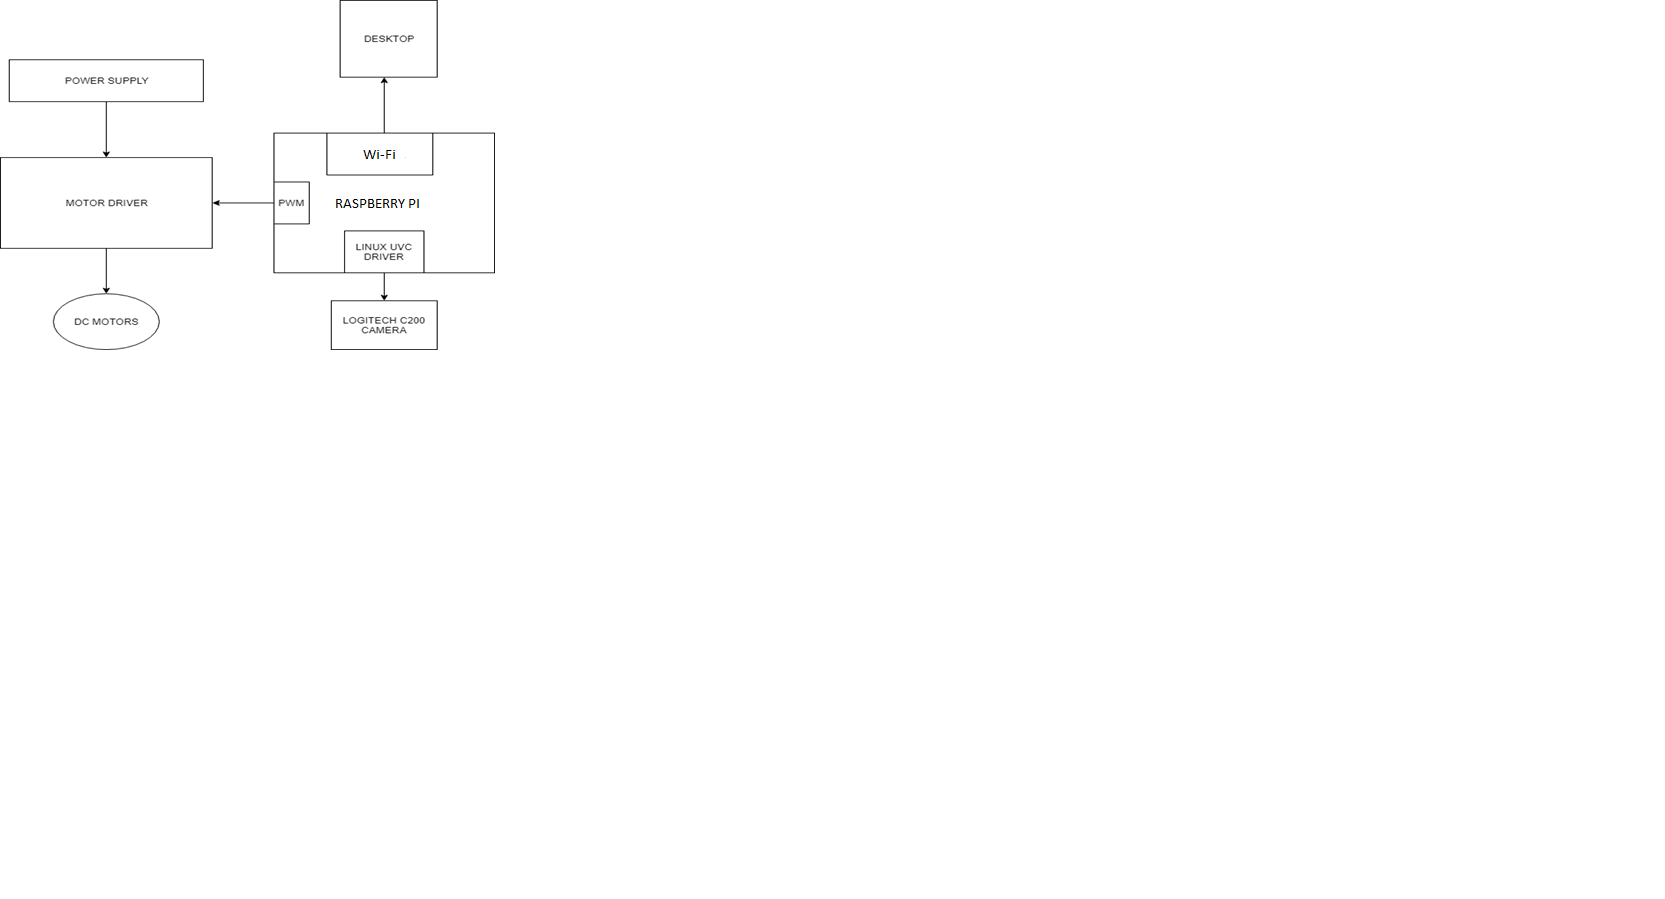 DESKTOP
POWER SUPPLY
Wi-Fi
MOTOR DRIVER
PWM
RASPBERRY PI
LINUX UVC
DRIVER
DC MOTORS
LOGITECH C200
CAMERA